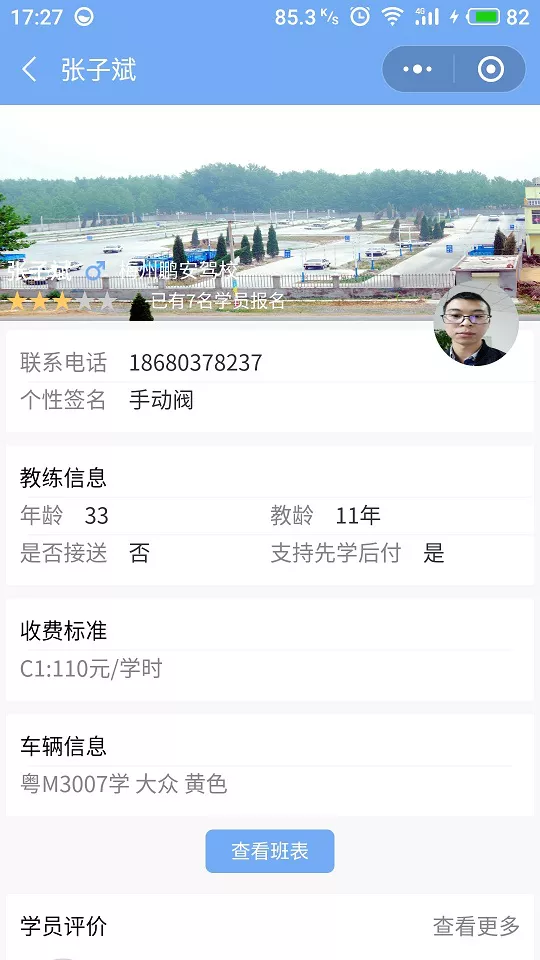 17:27 85.3 K/s 4G 82
张子斌
张子斌 梅州鹏安驾校
已有7名学员报名
联系电话 18680378237
个性签名 手动阀
教练信息
年龄 33 教龄 11年
是否接送 否 支持先学后付 是
收费标准
C1:110元/学时
车辆信息
粤M3007学 大众 黄色
查看班表
学员评价 查看更多